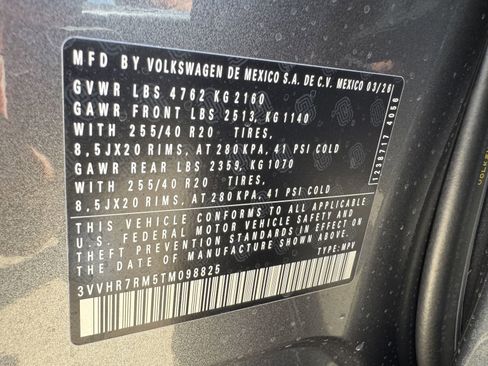 MFD BY VOLKSWAGEN DE MEXICO S.A. DE C.V. MEXICO 03/26
GVWR LBS 4762 KG 2160
GAWR FRONT LBS 2513, KG 1140
WITH 255/40 R20 TIRES,
8,5JX20 RIMS, AT 280 KPA, 41 PSI COLD
GAWR REAR LBS 2359, KG 1070
WITH 255/40 R20 TIRES,
8,5JX20 RIMS, AT 280 KPA, 41 PSI COLD
THIS VEHICLE CONFORMS TO ALL APPLICABLE
U.S. FEDERAL MOTOR VEHICLE SAFETY AND
THEFT PREVENTION STANDARDS IN EFFECT ON THE
DATE OF MANUFACTURE SHOWN ABOVE.
TYPE: MPV
3VVHR7RM5TM098825
1238717 4056